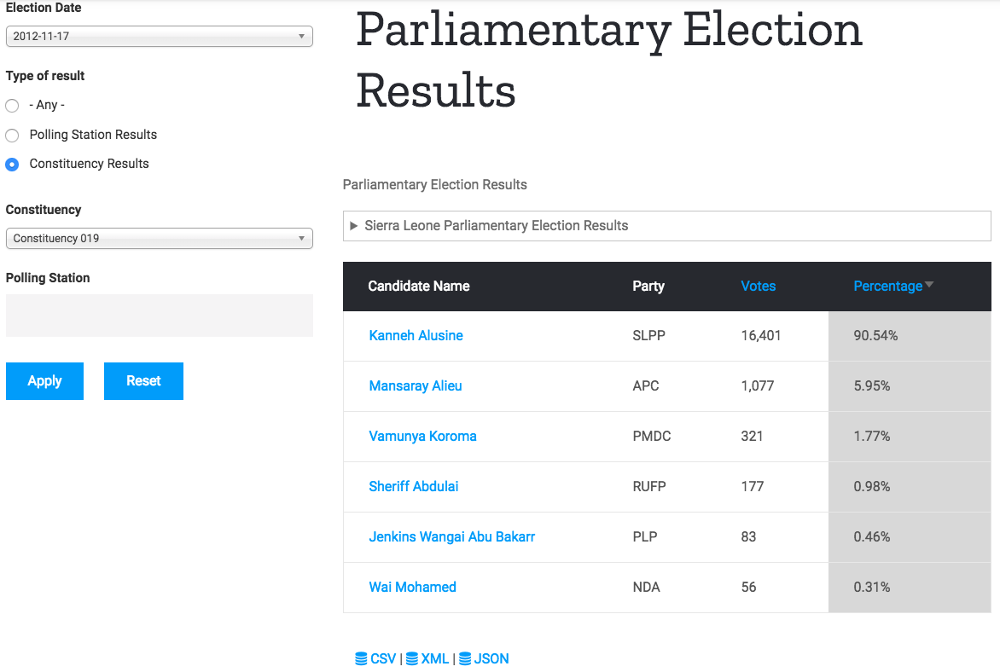 Election Date
2012-11-17
Type of result
- Any -
Polling Station Results
Constituency Results
Constituency
Constituency 019
Polling Station
Apply Reset
Parliamentary Election
Results
Parliamentary Election Results
Sierra Leone Parliamentary Election Results
Candidate Name Party Votes Percentage
Kanneh Alusine SLPP 16,401 90.54%
Mansaray Alieu APC 1,077 5.95%
Vamunya Koroma PMDC 321 1.77%
Sheriff Abdulai RUFP 177 0.98%
Jenkins Wangai Abu Bakarr PLP 83 0.46%
Wai Mohamed NDA 56 0.31%
CSV | XML | JSON